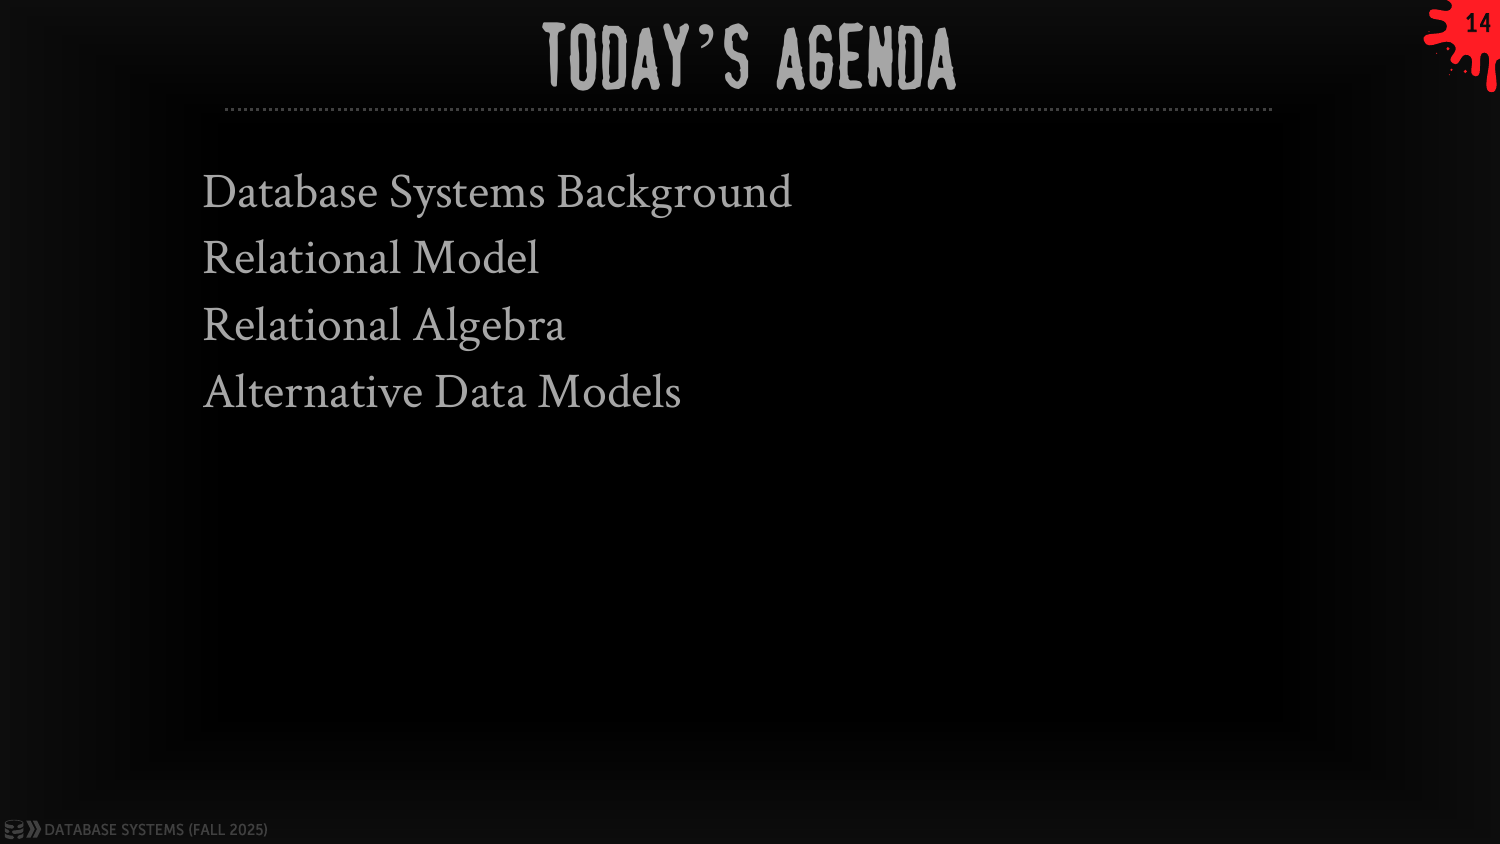 TODAY'S AGENDA
14
Database Systems Background
Relational Model
Relational Algebra
Alternative Data Models
DATABASE SYSTEMS (FALL 2025)